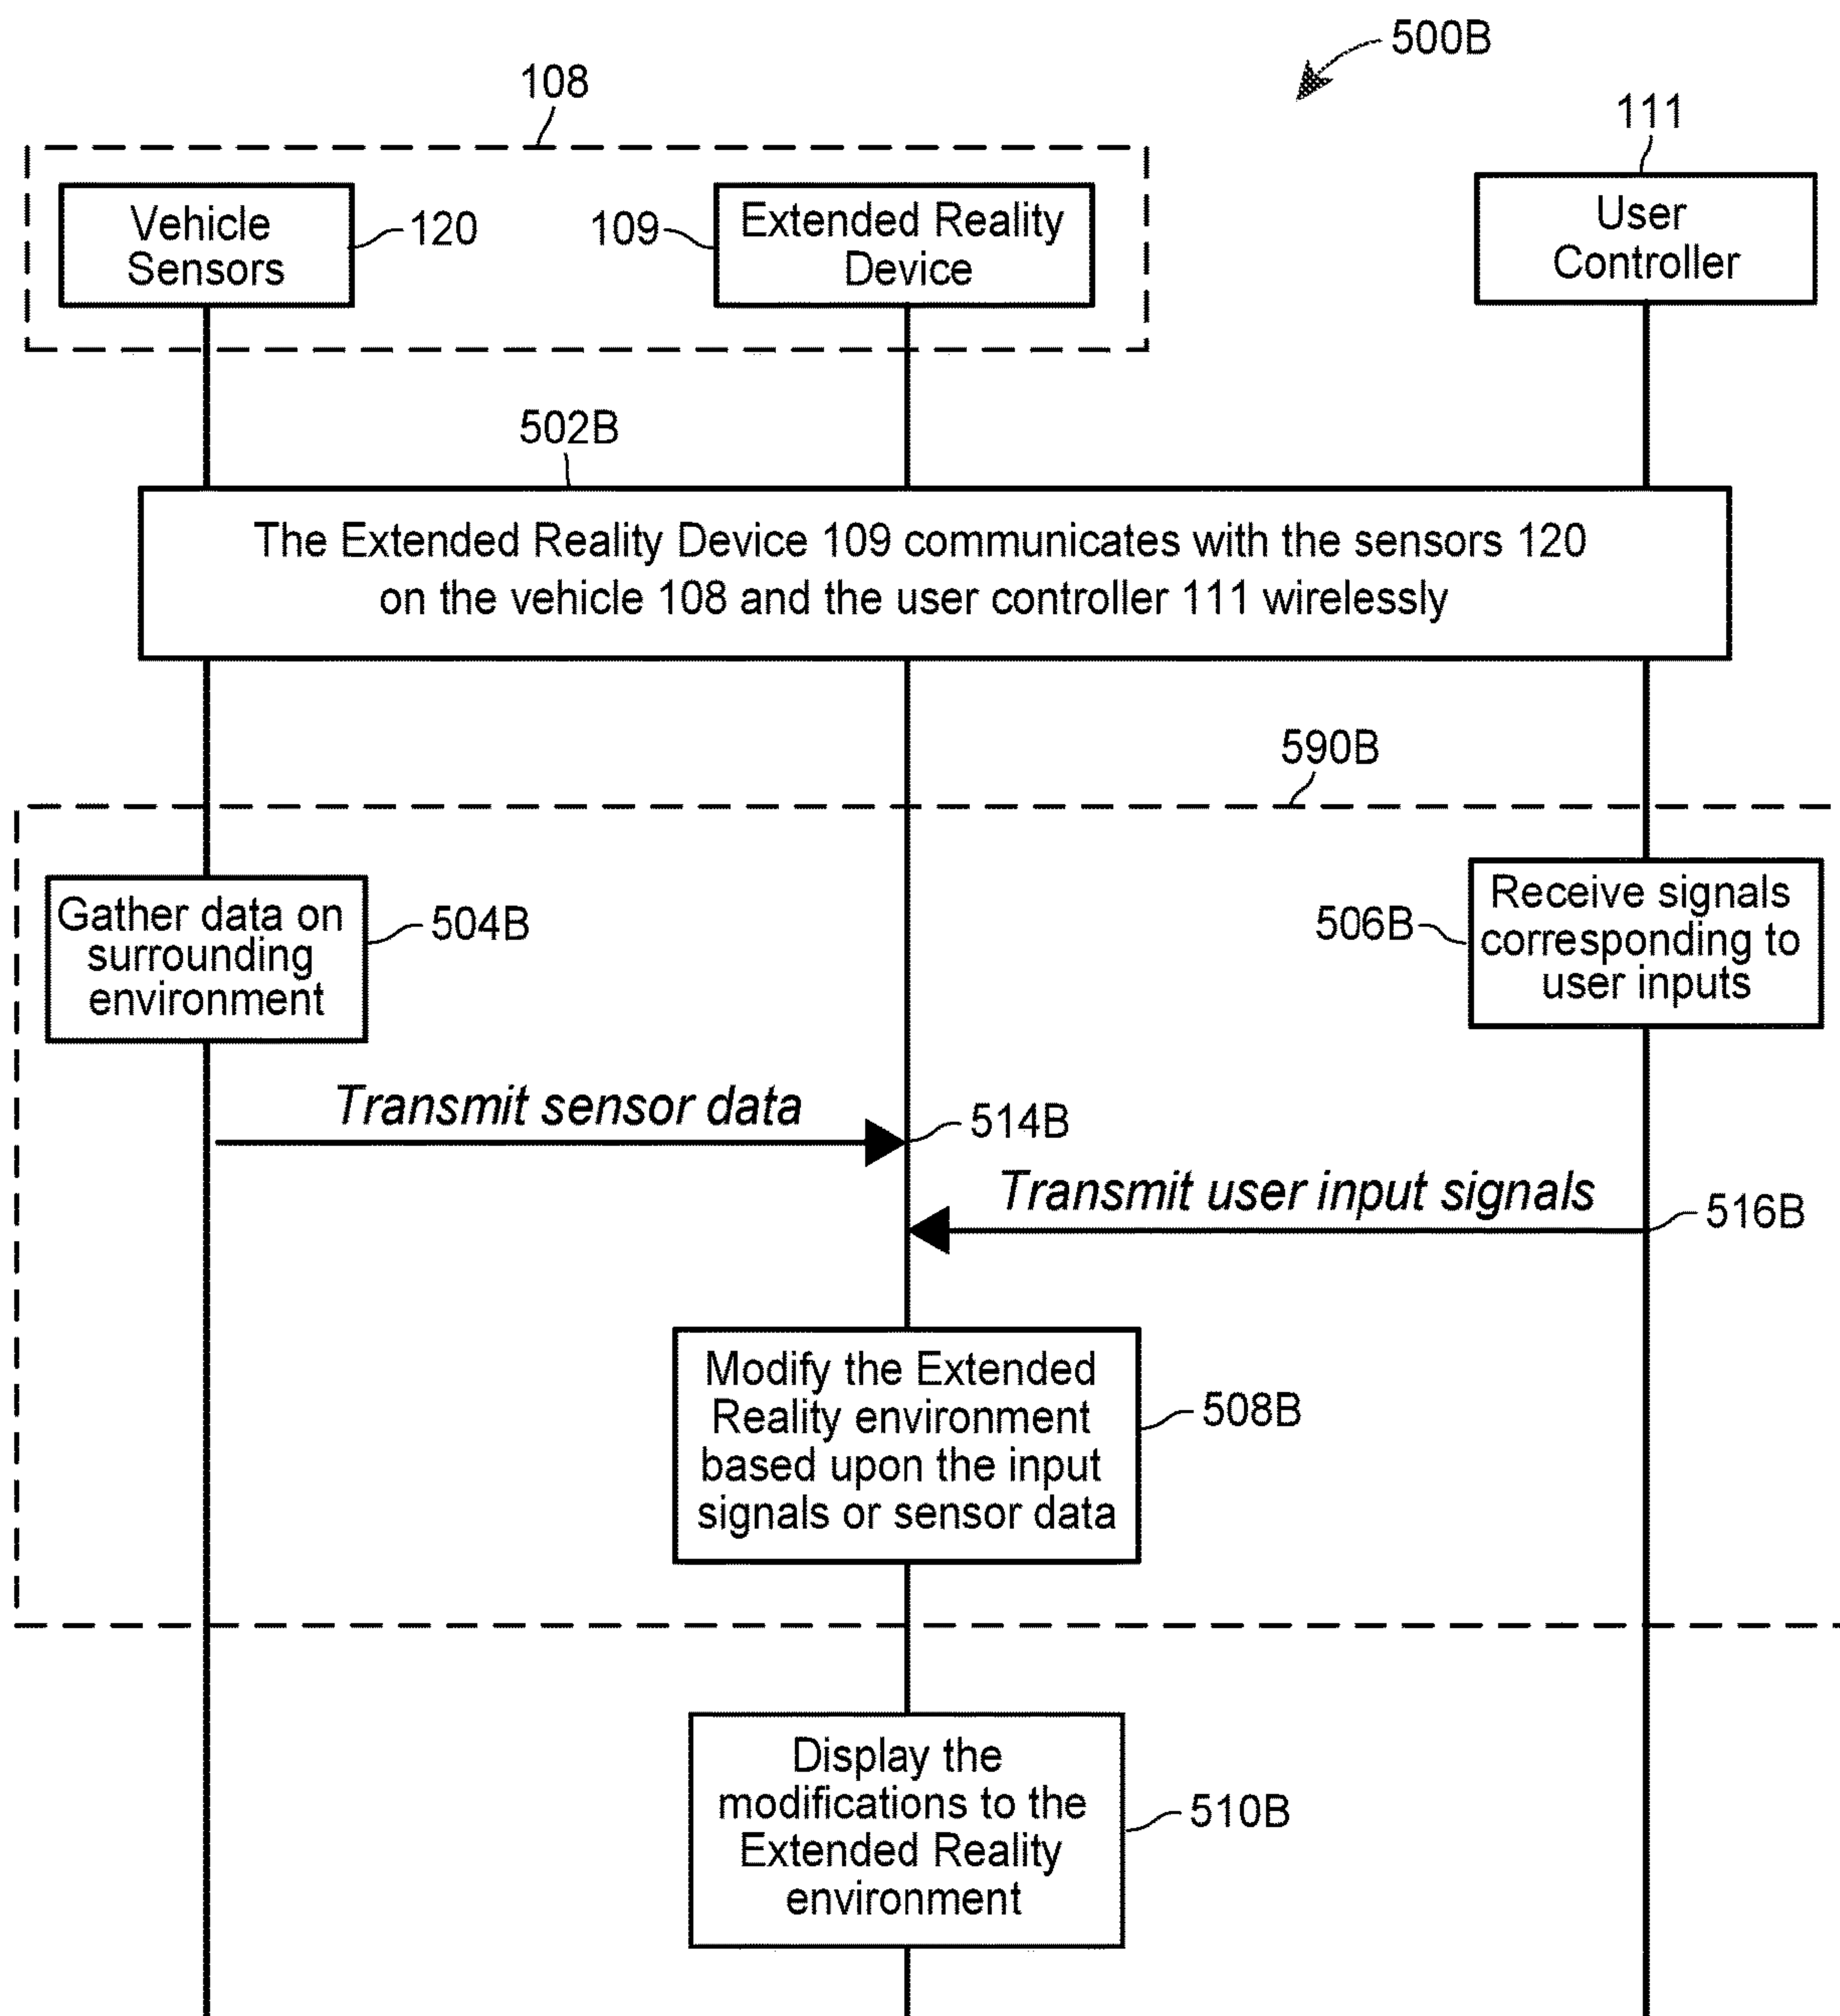 500B
108
111
Vehicle
Sensors
120
109
Extended Reality
Device
User
Controller
502B
The Extended Reality Device 109 communicates with the sensors 120
on the vehicle 108 and the user controller 111 wirelessly
590B
Gather data on
surrounding
environment
504B
506B
Receive signals
corresponding to
user inputs
Transmit sensor data
514B
Transmit user input signals
516B
Modify the Extended
Reality environment
based upon the input
signals or sensor data
508B
Display the
modifications to the
Extended Reality
environment
510B